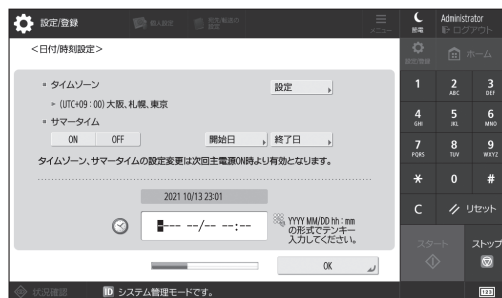 設定/登録
個人設定
宛先/転送の
設定
メニュー
節電
Administrator
ログアウト
<日付/時刻設定>
設定/登録
ホーム
タイムゾーン
設定
(UTC+09 : 00) 大阪、札幌、東京
サマータイム
ON
OFF
開始日
終了日
タイムゾーン、サマータイムの設定変更は次回主電源ON時より有効となります。
2021 10/13 23:01
--- --/-- --:--
YYYY MM/DD hh : mm
の形式でテンキー
入力してください。
OK
1
2
ABC
3
DEF
4
GHI
5
JKL
6
MNO
7
PQRS
8
TUV
9
WXYZ
*
0
#
C
リセット
スタート
ストップ
状況確認
ID システム管理モードです。
123